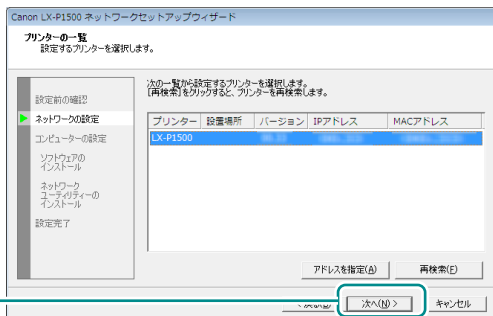 Canon LX-P1500 ネットワークセットアップウィザード
プリンターの一覧
設定するプリンターを選択します。
次の一覧から設定するプリンターを選択します。
[再検索]をクリックすると、プリンターを再検索します。
設定前の確認
ネットワークの設定
コンピューターの設定
ソフトウェアの
インストール
ネットワーク
ユーティリティーの
インストール
設定完了
プリンター 設置場所 バージョン IPアドレス MACアドレス
LX-P1500
アドレスを指定(A) 再検索(F)
次へ(N) > キャンセル